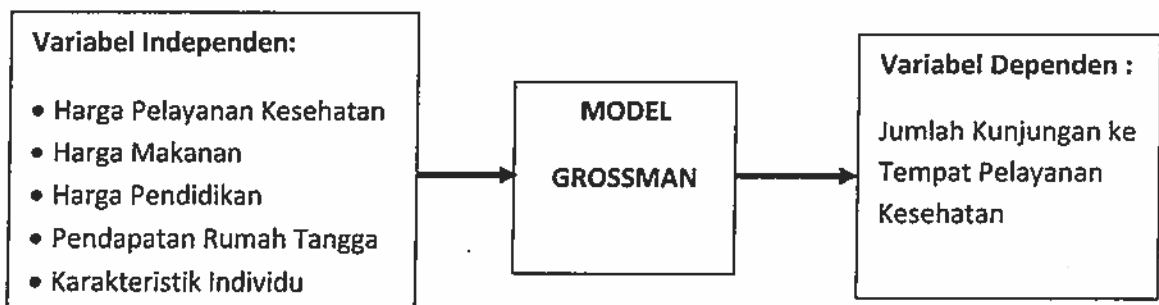 Variabel Independen:
• Harga Pelayanan Kesehatan
• Harga Makanan
• Harga Pendidikan
• Pendapatan Rumah Tangga
• Karakteristik Individu
MODEL
GROSSMAN
Variabel Dependen :
Jumlah Kunjungan ke
Tempat Pelayanan
Kesehatan